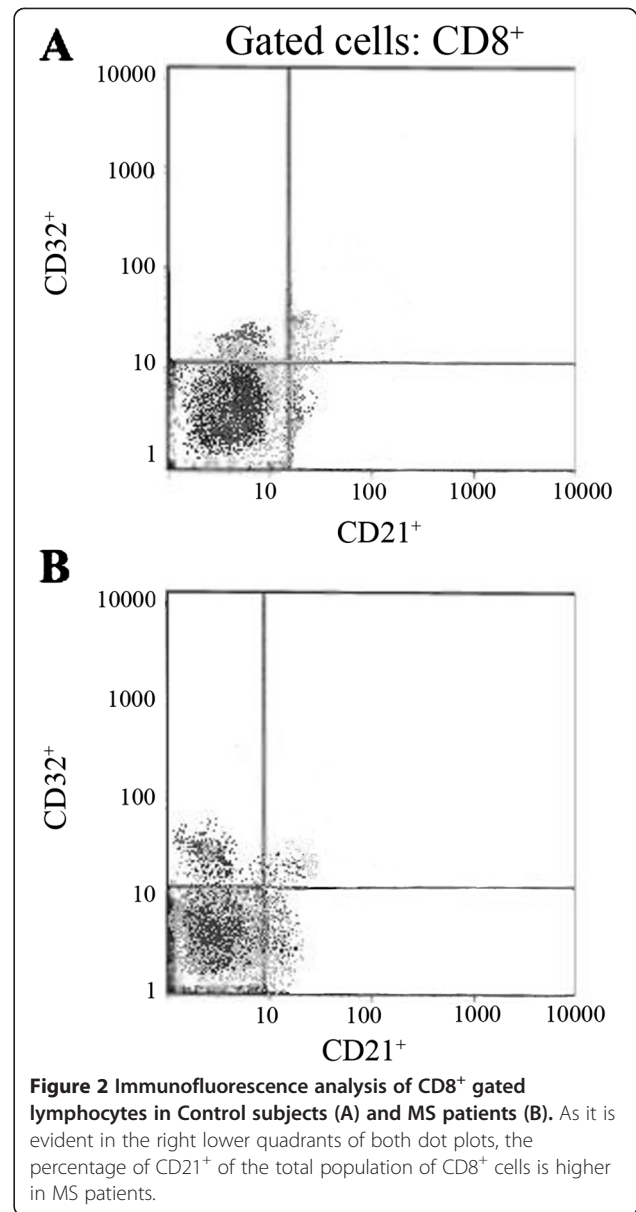 A
Gated cells: CD8⁺
10000
1000
100
10
1
CD32⁺
10
100
1000
10000
CD21⁺
B
10000
1000
100
10
1
CD32⁺
10
100
1000
10000
CD21⁺
Figure 2 Immunofluorescence analysis of CD8⁺ gated
lymphocytes in Control subjects (A) and MS patients (B). As it is
evident in the right lower quadrants of both dot plots, the
percentage of CD21⁺ of the total population of CD8⁺ cells is higher
in MS patients.